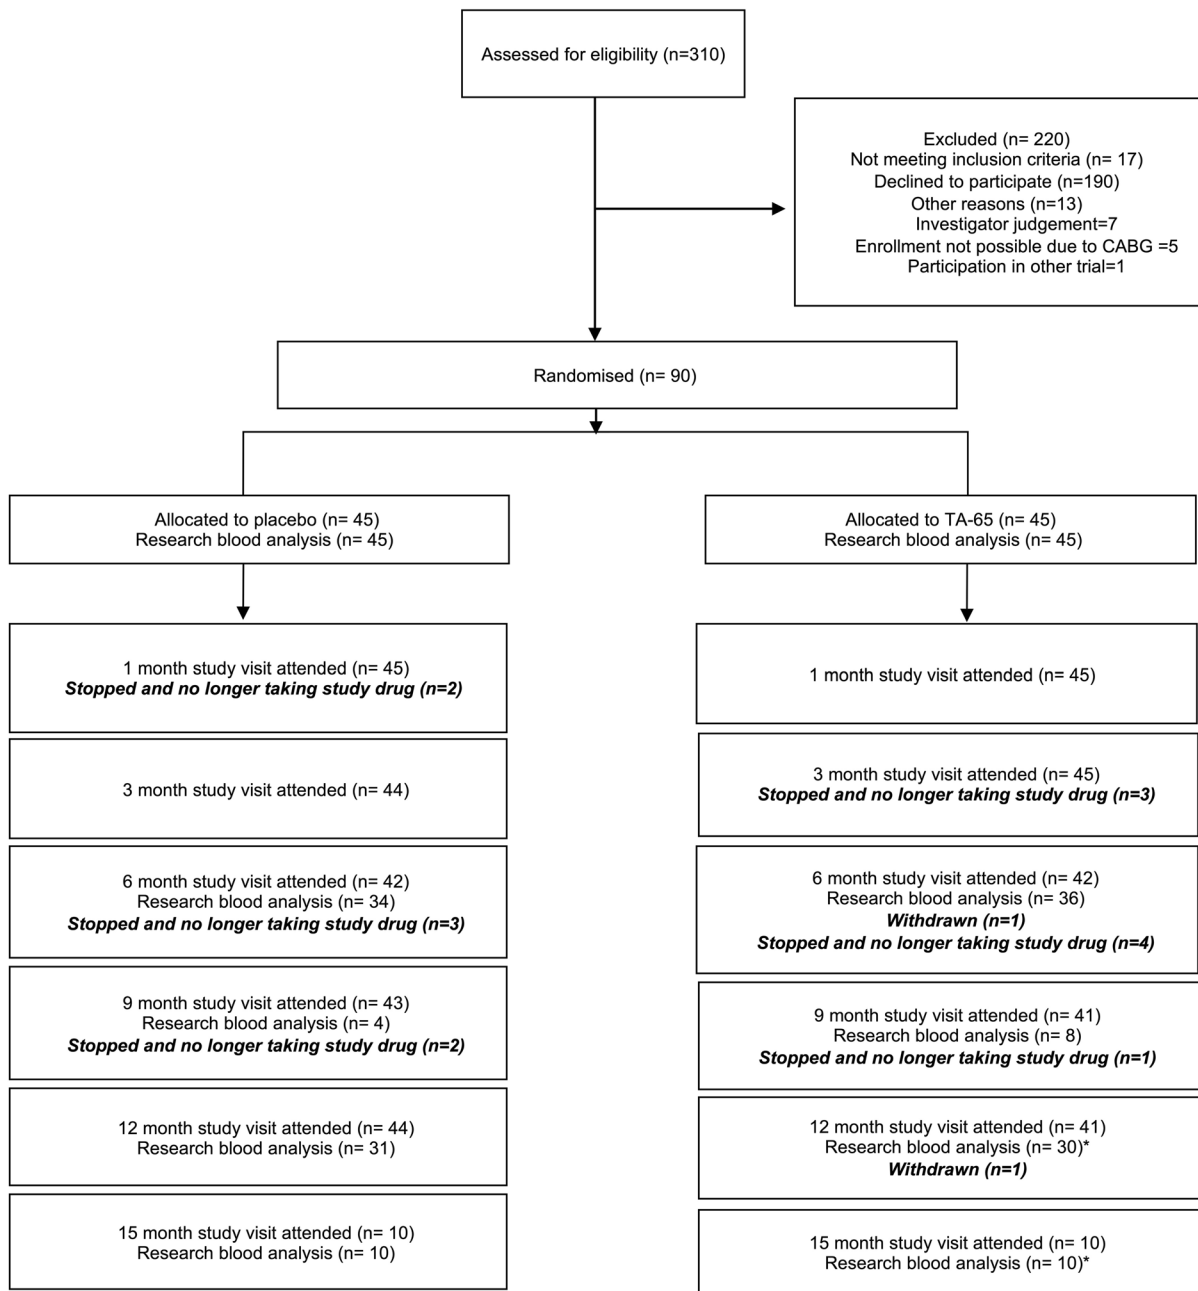 Assessed for eligibility (n=310)
Excluded (n= 220)
Not meeting inclusion criteria (n= 17)
Declined to participate (n=190)
Other reasons (n=13)
Investigator judgement=7
Enrollment not possible due to CABG =5
Participation in other trial=1
Randomised (n= 90)
Allocated to placebo (n= 45)
Research blood analysis (n= 45)
Allocated to TA-65 (n= 45)
Research blood analysis (n= 45)
1 month study visit attended (n= 45)
Stopped and no longer taking study drug (n=2)
3 month study visit attended (n= 44)
6 month study visit attended (n= 42)
Research blood analysis (n= 34)
Stopped and no longer taking study drug (n=3)
9 month study visit attended (n= 43)
Research blood analysis (n= 4)
Stopped and no longer taking study drug (n=2)
12 month study visit attended (n= 44)
Research blood analysis (n= 31)
15 month study visit attended (n= 10)
Research blood analysis (n= 10)
1 month study visit attended (n= 45)
3 month study visit attended (n= 45)
Stopped and no longer taking study drug (n=3)
6 month study visit attended (n= 42)
Research blood analysis (n= 36)
Withdrawn (n=1)
Stopped and no longer taking study drug (n=4)
9 month study visit attended (n= 41)
Research blood analysis (n= 8)
Stopped and no longer taking study drug (n=1)
12 month study visit attended (n= 41)
Research blood analysis (n= 30)*
Withdrawn (n=1)
15 month study visit attended (n= 10)
Research blood analysis (n= 10)*